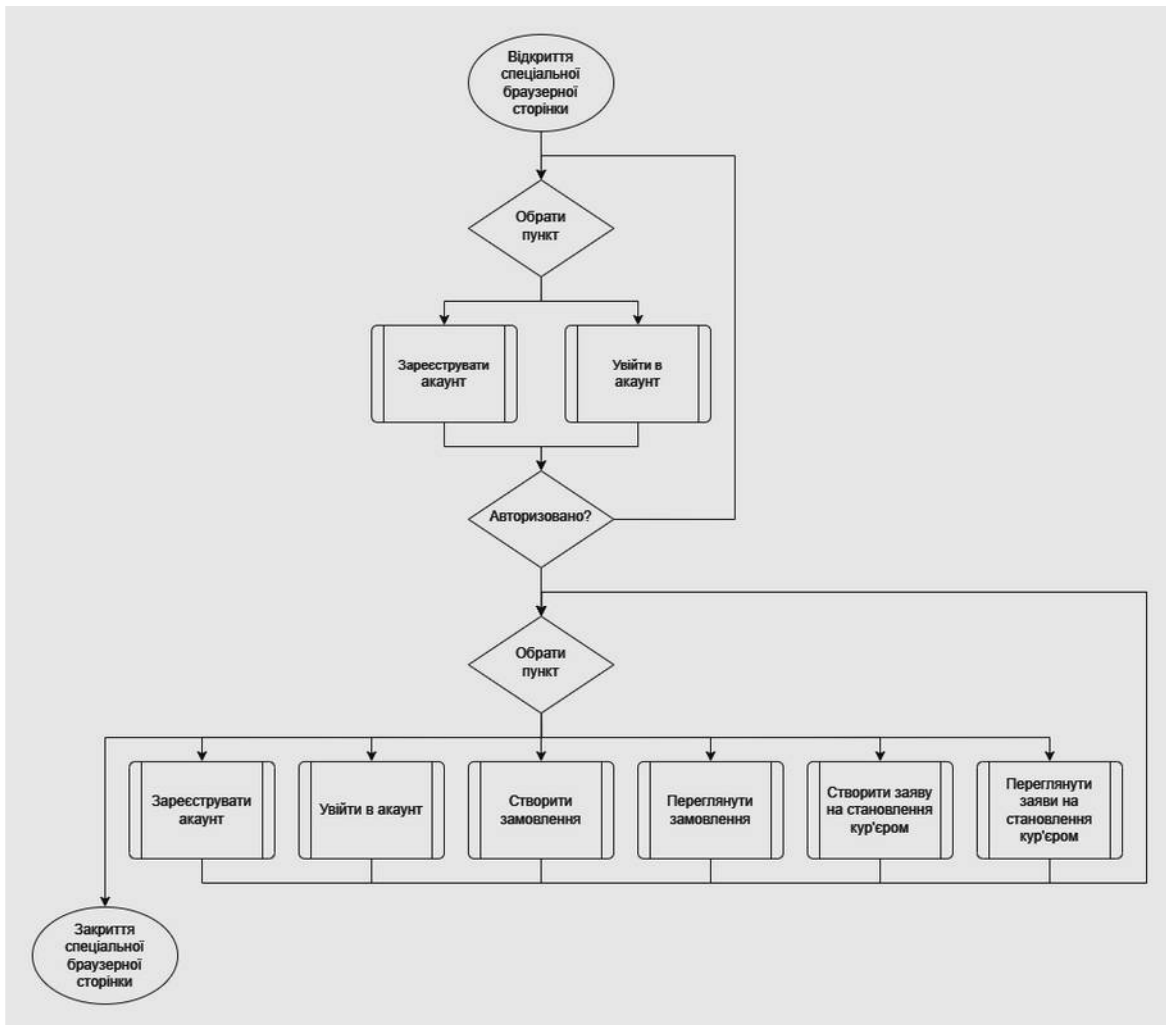 Відкриття
спеціальної
браузерної
сторінки
Обрати
пункт
Зареєструвати
акаунт
Увійти в
акаунт
Авторизовано?
Обрати
пункт
Зареєструвати
акаунт
Увійти в акаунт
Створити
замовлення
Переглянути
замовлення
Створити заяву
на становлення
кур'єром
Переглянути
заяви на
становлення
кур'єром
Закриття
спеціальної
браузерної
сторінки